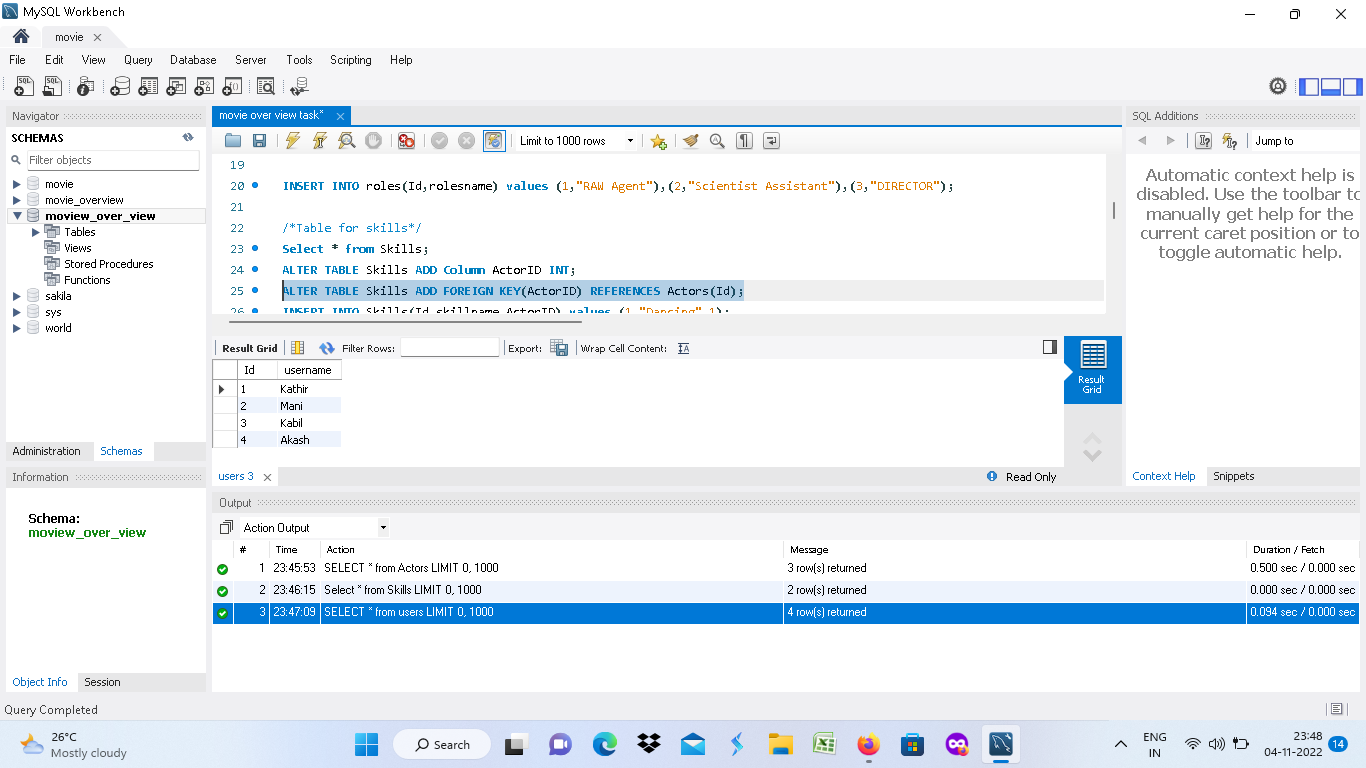 MySQL Workbench
movie
File Edit View Query Database Server Tools Scripting Help
Navigator
SCHEMAS
Filter objects
movie
movie_overview
moview_over_view
Tables
Views
Stored Procedures
Functions
sakila
sys
world
Administration Schemas
Information
Schema:
moview_over_view
Object Info Session
movie over view task*
Limit to 1000 rows
19
20 INSERT INTO roles(Id,rolesname) values (1,"RAW Agent"),(2,"Scientist Assistant"),(3,"DIRECTOR");
21
22 /*Table for skills*/
23 Select * from Skills;
24 ALTER TABLE Skills ADD Column ActorID INT;
25 ALTER TABLE Skills ADD FOREIGN KEY(ActorID) REFERENCES Actors(Id);
26 INSERT INTO Skills(Id,skillname,ActorID) values (1,"Dancing",1);
Result Grid Filter Rows: Export: Wrap Cell Content:
Id username
1 Kathir
2 Mani
3 Kabil
4 Akash
Result
Grid
users 3 Read Only
SQL Additions
Jump to
Automatic context help is
disabled. Use the toolbar to
manually get help for the
current caret position or to
toggle automatic help.
Context Help Snippets
Output
Action Output
# Time Action Message Duration / Fetch
1 23:45:53 SELECT * from Actors LIMIT 0, 1000 3 row(s) returned 0.500 sec / 0.000 sec
2 23:46:15 Select * from Skills LIMIT 0, 1000 2 row(s) returned 0.000 sec / 0.000 sec
3 23:47:09 SELECT * from users LIMIT 0, 1000 4 row(s) returned 0.094 sec / 0.000 sec
Query Completed
26°C
Mostly cloudy
Search
ENG
IN
23:48
04-11-2022
14